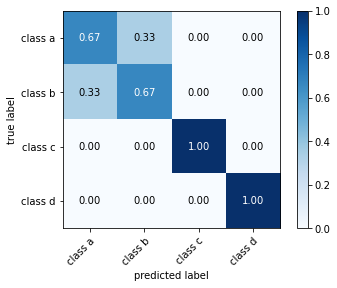 class a 0.67 0.33 0.00 0.00
class b 0.33 0.67 0.00 0.00
class c 0.00 0.00 1.00 0.00
class d 0.00 0.00 0.00 1.00
true label
class a class b class c class d
predicted label
1.0
0.8
0.6
0.4
0.2
0.0